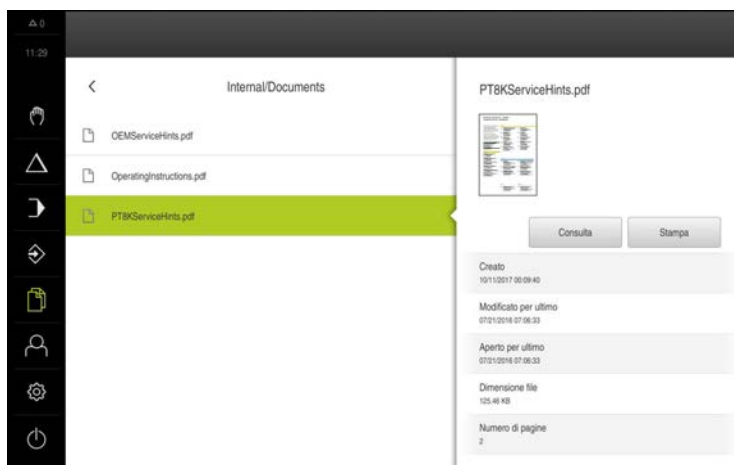 0
11:29
Internal/Documents
OEMServiceHints.pdf
OperatingInstructions.pdf
PT8KServiceHints.pdf
PT8KServiceHints.pdf
Consulta
Stampa
Creato
10/11/2017 00:09:40
Modificato per ultimo
07/21/2016 07:06:33
Aperto per ultimo
07/21/2016 07:06:33
Dimensione file
125.46 KB
Numero di pagine
2